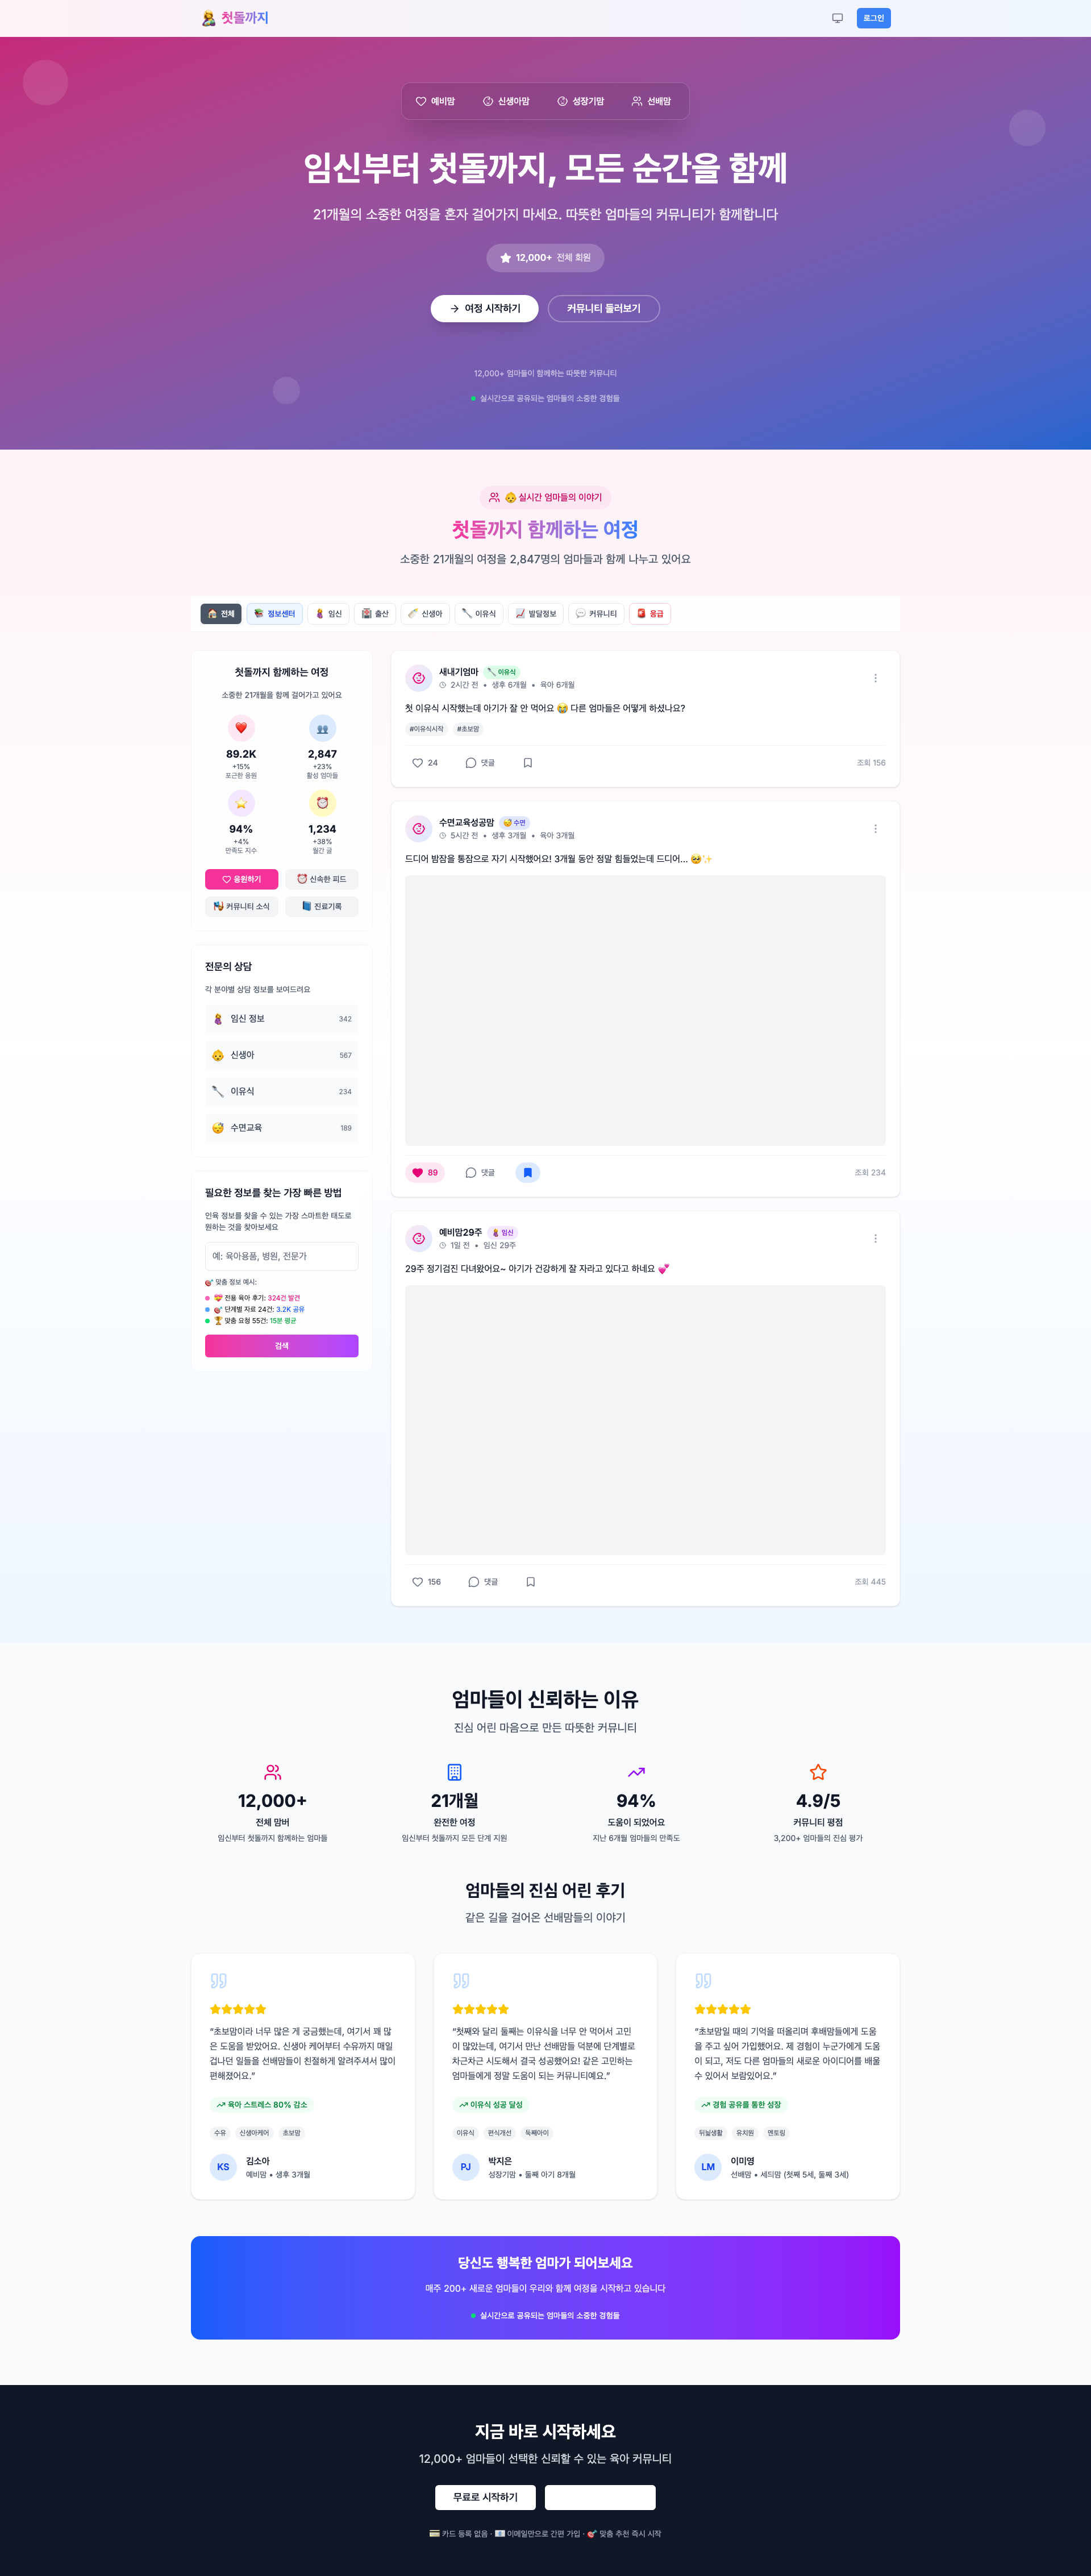 첫돌까지
로그인
예비맘
신생아맘
성장기맘
선배맘
임신부터 첫돌까지, 모든 순간을 함께
21개월의 소중한 여정을 혼자 걸어가지 마세요. 따뜻한 엄마들의 커뮤니티가 함께합니다
12,000+ 전체 회원
여정 시작하기
커뮤니티 둘러보기
12,000+ 엄마들이 함께하는 따뜻한 커뮤니티
실시간으로 공유되는 엄마들의 소중한 경험들
👶 실시간 엄마들의 이야기
첫돌까지 함께하는 여정
소중한 21개월의 여정을 2,847명의 엄마들과 함께 나누고 있어요
🏠 전체
📚 정보센터
🤱 임신
🏥 출산
🍼 신생아
🥄 이유식
📈 발달정보
💬 커뮤니티
🚨 응급
첫돌까지 함께하는 여정
소중한 21개월을 함께 걸어가고 있어요
89.2K
+15%
포근한 응원
2,847
+23%
활성 엄마들
94%
+4%
만족도 지수
1,234
+38%
월간 글
응원하기
⏰ 신속한 피드
📬 커뮤니티 소식
📘 진료기록
전문의 상담
각 분야별 상담 정보를 보여드려요
임신 정보 342
신생아 567
이유식 234
수면교육 189
필요한 정보를 찾는 가장 빠른 방법
인육 정보를 찾을 수 있는 가장 스마트한 태도로
원하는 것을 찾아보세요
예: 육아용품, 병원, 전문가
🎯 맞춤 정보 예시:
💝 전용 육아 후기: 324건 발견
🎯 단계별 자료 24건: 3.2K 공유
🏆 맞춤 요청 55건: 15분 평균
검색
새내기엄마 🥄 이유식
2시간 전 • 생후 6개월 • 육아 6개월
첫 이유식 시작했는데 아기가 잘 안 먹어요 😭 다른 엄마들은 어떻게 하셨나요?
#이유식시작 #초보맘
24 댓글 조회 156
수면교육성공맘 😴 수면
5시간 전 • 생후 3개월 • 육아 3개월
드디어 밤잠을 통잠으로 자기 시작했어요! 3개월 동안 정말 힘들었는데 드디어... 🥹✨
89 댓글 조회 234
예비맘29주 🤱 임신
1일 전 • 임신 29주
29주 정기검진 다녀왔어요~ 아기가 건강하게 잘 자라고 있다고 하네요 💕
156 댓글 조회 445
엄마들이 신뢰하는 이유
진심 어린 마음으로 만든 따뜻한 커뮤니티
12,000+
전체 맘버
임신부터 첫돌까지 함께하는 엄마들
21개월
완전한 여정
임신부터 첫돌까지 모든 단계 지원
94%
도움이 되었어요
지난 6개월 엄마들의 만족도
4.9/5
커뮤니티 평점
3,200+ 엄마들의 진심 평가
엄마들의 진심 어린 후기
같은 길을 걸어온 선배맘들의 이야기
"초보맘이라 너무 많은 게 궁금했는데, 여기서 꽤 많
은 도움을 받았어요. 신생아 케어부터 수유까지 매일
겁나던 일들을 선배맘들이 친절하게 알려주셔서 많이
편해졌어요."
육아 스트레스 80% 감소
수유 신생아케어 초보맘
KS
김소아
예비맘 • 생후 3개월
"첫째와 달리 둘째는 이유식을 너무 안 먹어서 고민
이 많았는데, 여기서 만난 선배맘들 덕분에 단계별로
차근차근 시도해서 결국 성공했어요! 같은 고민하는
엄마들에게 정말 도움이 되는 커뮤니티예요."
이유식 성공 달성
이유식 편식개선 둑째아이
PJ
박지은
성장기맘 • 둘째 아기 8개월
"초보맘일 때의 기억을 떠올리며 후배맘들에게 도움
을 주고 싶어 가입했어요. 제 경험이 누군가에게 도움
이 되고, 저도 다른 엄마들의 새로운 아이디어를 배울
수 있어서 보람있어요."
경험 공유를 통한 성장
뒤늦생활 유치원 멘토링
LM
이미영
선배맘 • 세듸맘 (첫째 5세, 둘째 3세)
당신도 행복한 엄마가 되어보세요
매주 200+ 새로운 엄마들이 우리와 함께 여정을 시작하고 있습니다
실시간으로 공유되는 엄마들의 소중한 경험들
지금 바로 시작하세요
12,000+ 엄마들이 선택한 신뢰할 수 있는 육아 커뮤니티
무료로 시작하기
💳 카드 등록 없음 · 📧 이메일만으로 간편 가입 · 🎯 맞춤 추천 즉시 시작